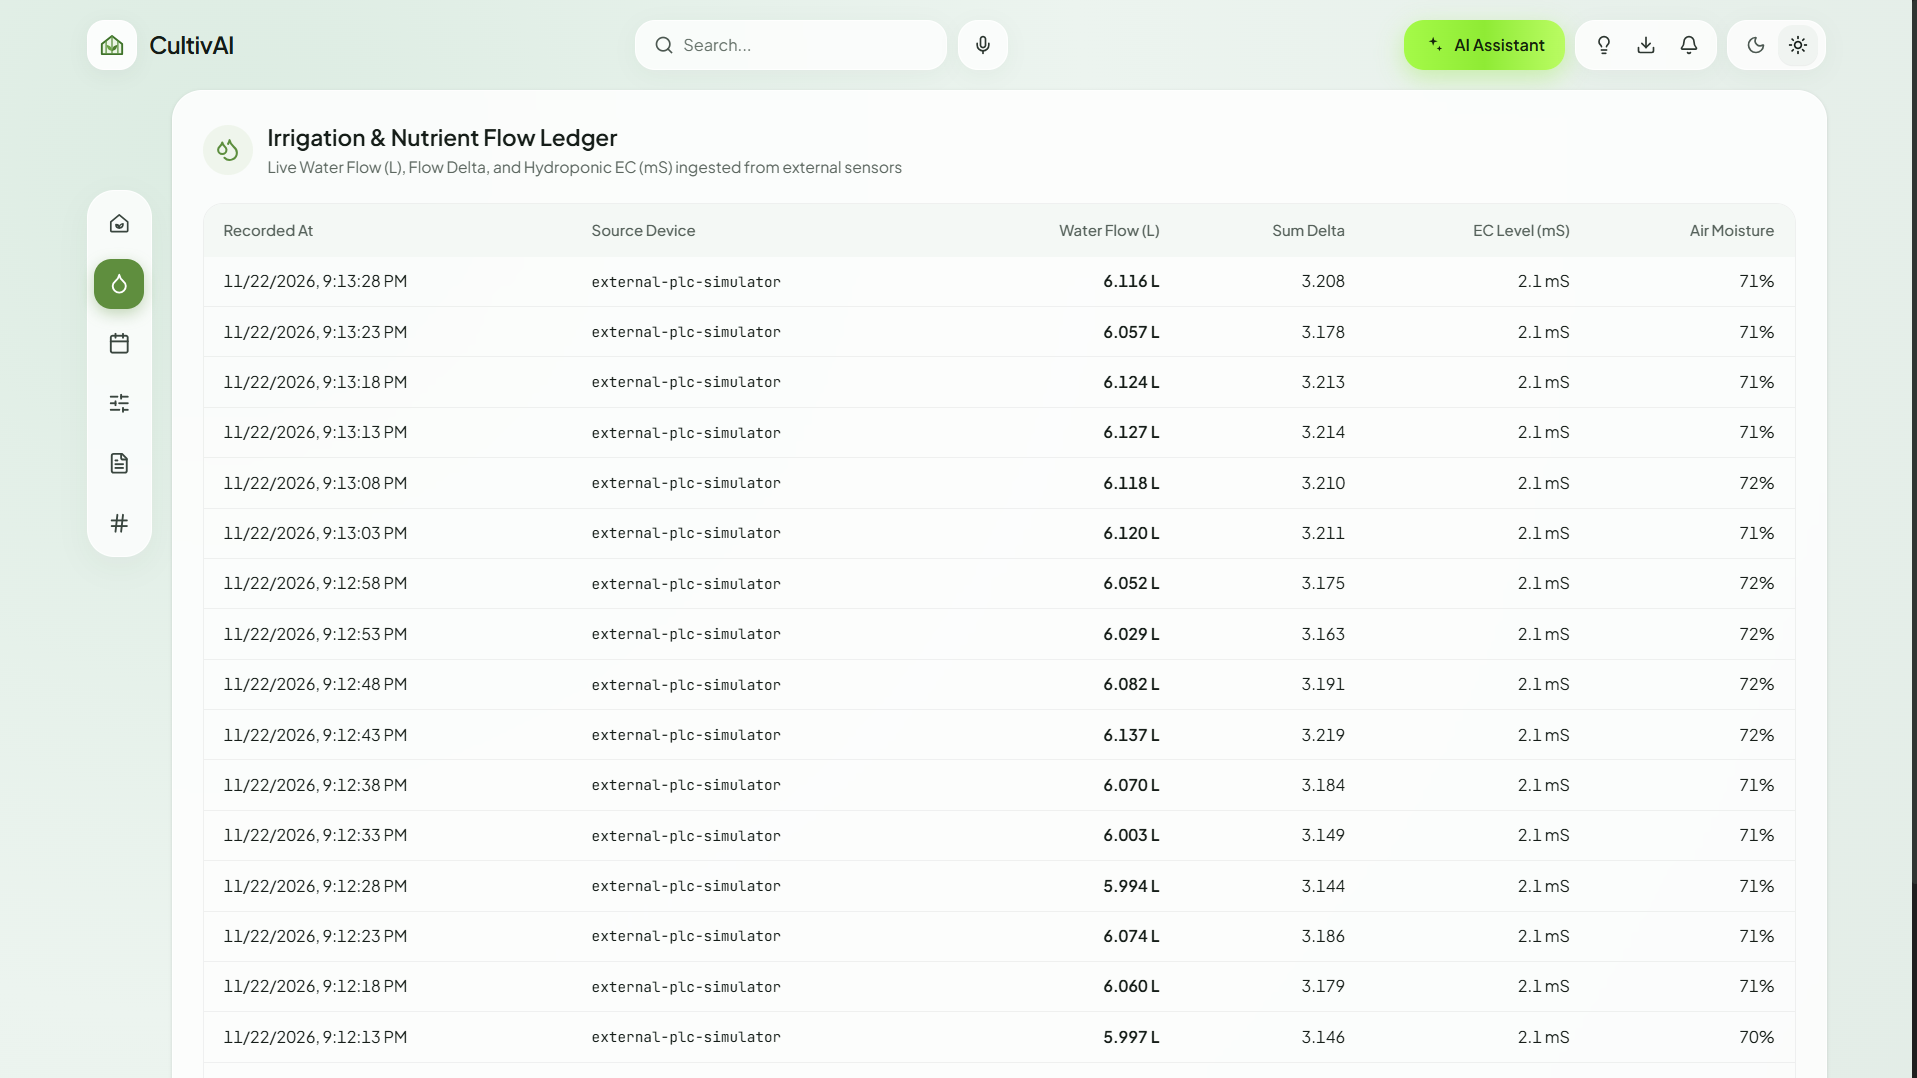 CultivAI
Search...
AI Assistant
Irrigation & Nutrient Flow Ledger
Live Water Flow (L), Flow Delta, and Hydroponic EC (mS) ingested from external sensors
Recorded At Source Device Water Flow (L) Sum Delta EC Level (mS) Air Moisture
11/22/2026, 9:13:28 PM external-plc-simulator 6.116 L 3.208 2.1 mS 71%
11/22/2026, 9:13:23 PM external-plc-simulator 6.057 L 3.178 2.1 mS 71%
11/22/2026, 9:13:18 PM external-plc-simulator 6.124 L 3.213 2.1 mS 71%
11/22/2026, 9:13:13 PM external-plc-simulator 6.127 L 3.214 2.1 mS 71%
11/22/2026, 9:13:08 PM external-plc-simulator 6.118 L 3.210 2.1 mS 72%
11/22/2026, 9:13:03 PM external-plc-simulator 6.120 L 3.211 2.1 mS 71%
11/22/2026, 9:12:58 PM external-plc-simulator 6.052 L 3.175 2.1 mS 72%
11/22/2026, 9:12:53 PM external-plc-simulator 6.029 L 3.163 2.1 mS 72%
11/22/2026, 9:12:48 PM external-plc-simulator 6.082 L 3.191 2.1 mS 72%
11/22/2026, 9:12:43 PM external-plc-simulator 6.137 L 3.219 2.1 mS 72%
11/22/2026, 9:12:38 PM external-plc-simulator 6.070 L 3.184 2.1 mS 71%
11/22/2026, 9:12:33 PM external-plc-simulator 6.003 L 3.149 2.1 mS 71%
11/22/2026, 9:12:28 PM external-plc-simulator 5.994 L 3.144 2.1 mS 71%
11/22/2026, 9:12:23 PM external-plc-simulator 6.074 L 3.186 2.1 mS 71%
11/22/2026, 9:12:18 PM external-plc-simulator 6.060 L 3.179 2.1 mS 71%
11/22/2026, 9:12:13 PM external-plc-simulator 5.997 L 3.146 2.1 mS 70%